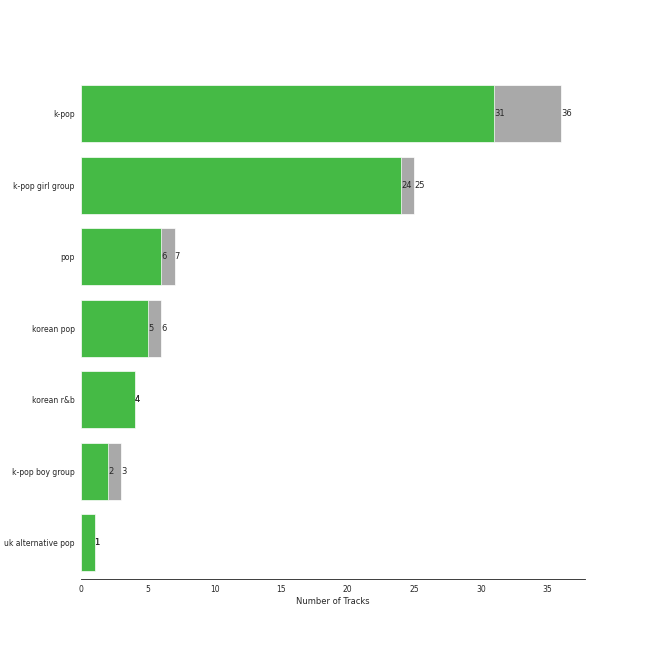 k-pop 31 36
k-pop girl group 24 25
pop 6 7
korean pop 5 6
korean r&b 4
k-pop boy group 2 3
uk alternative pop 1
0 5 10 15 20 25 30 35
Number of Tracks